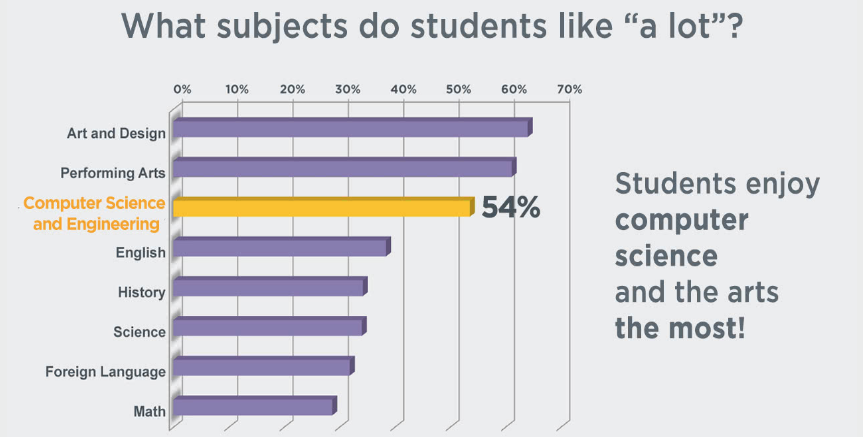 What subjects do students like “a lot”?
0% 10% 20% 30% 40% 50% 60% 70%
Art and Design
Performing Arts
Computer Science
and Engineering
54%
English
History
Science
Foreign Language
Math
Students enjoy
computer
science
and the arts
the most!